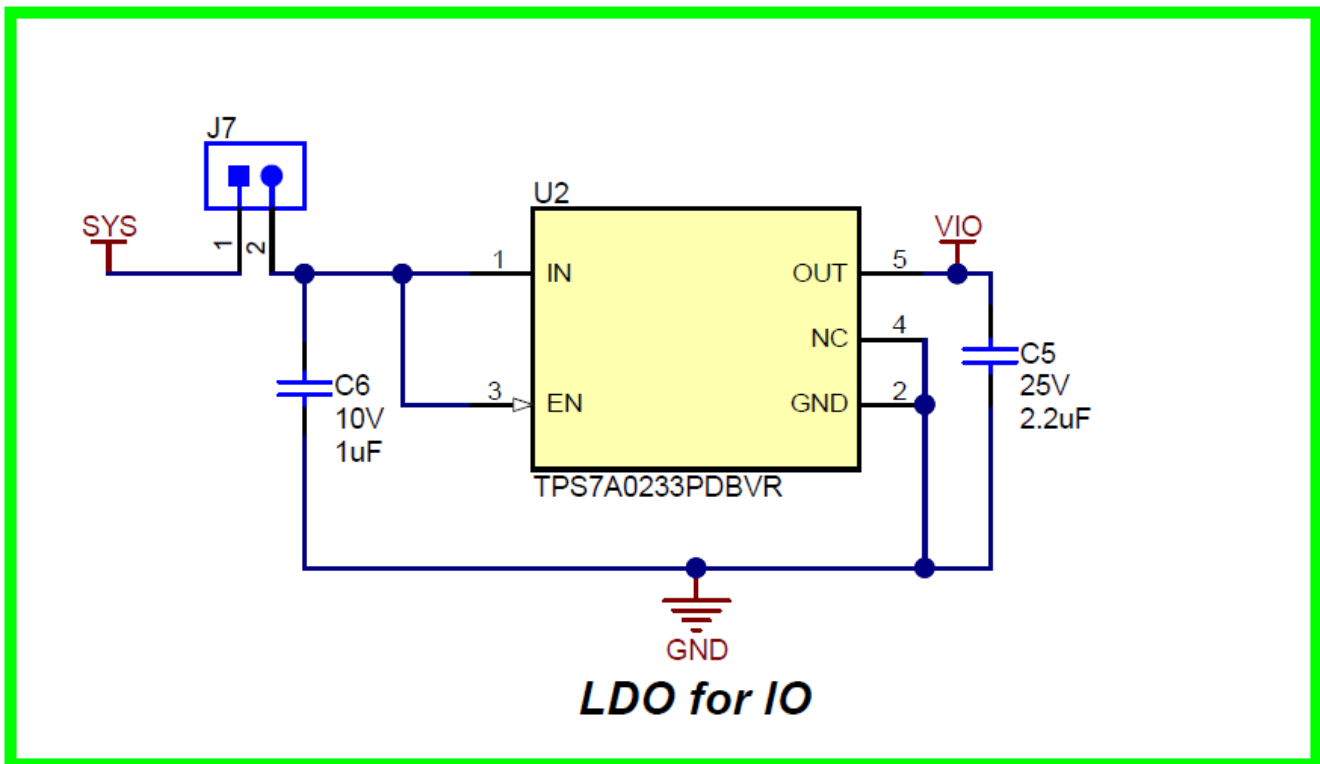 J7
SYS
1
2
U2
VIO
1
IN
OUT
5
NC
4
3
EN
GND
2
C6
10V
1uF
C5
25V
2.2uF
TPS7A0233PDBVR
GND
LDO for IO